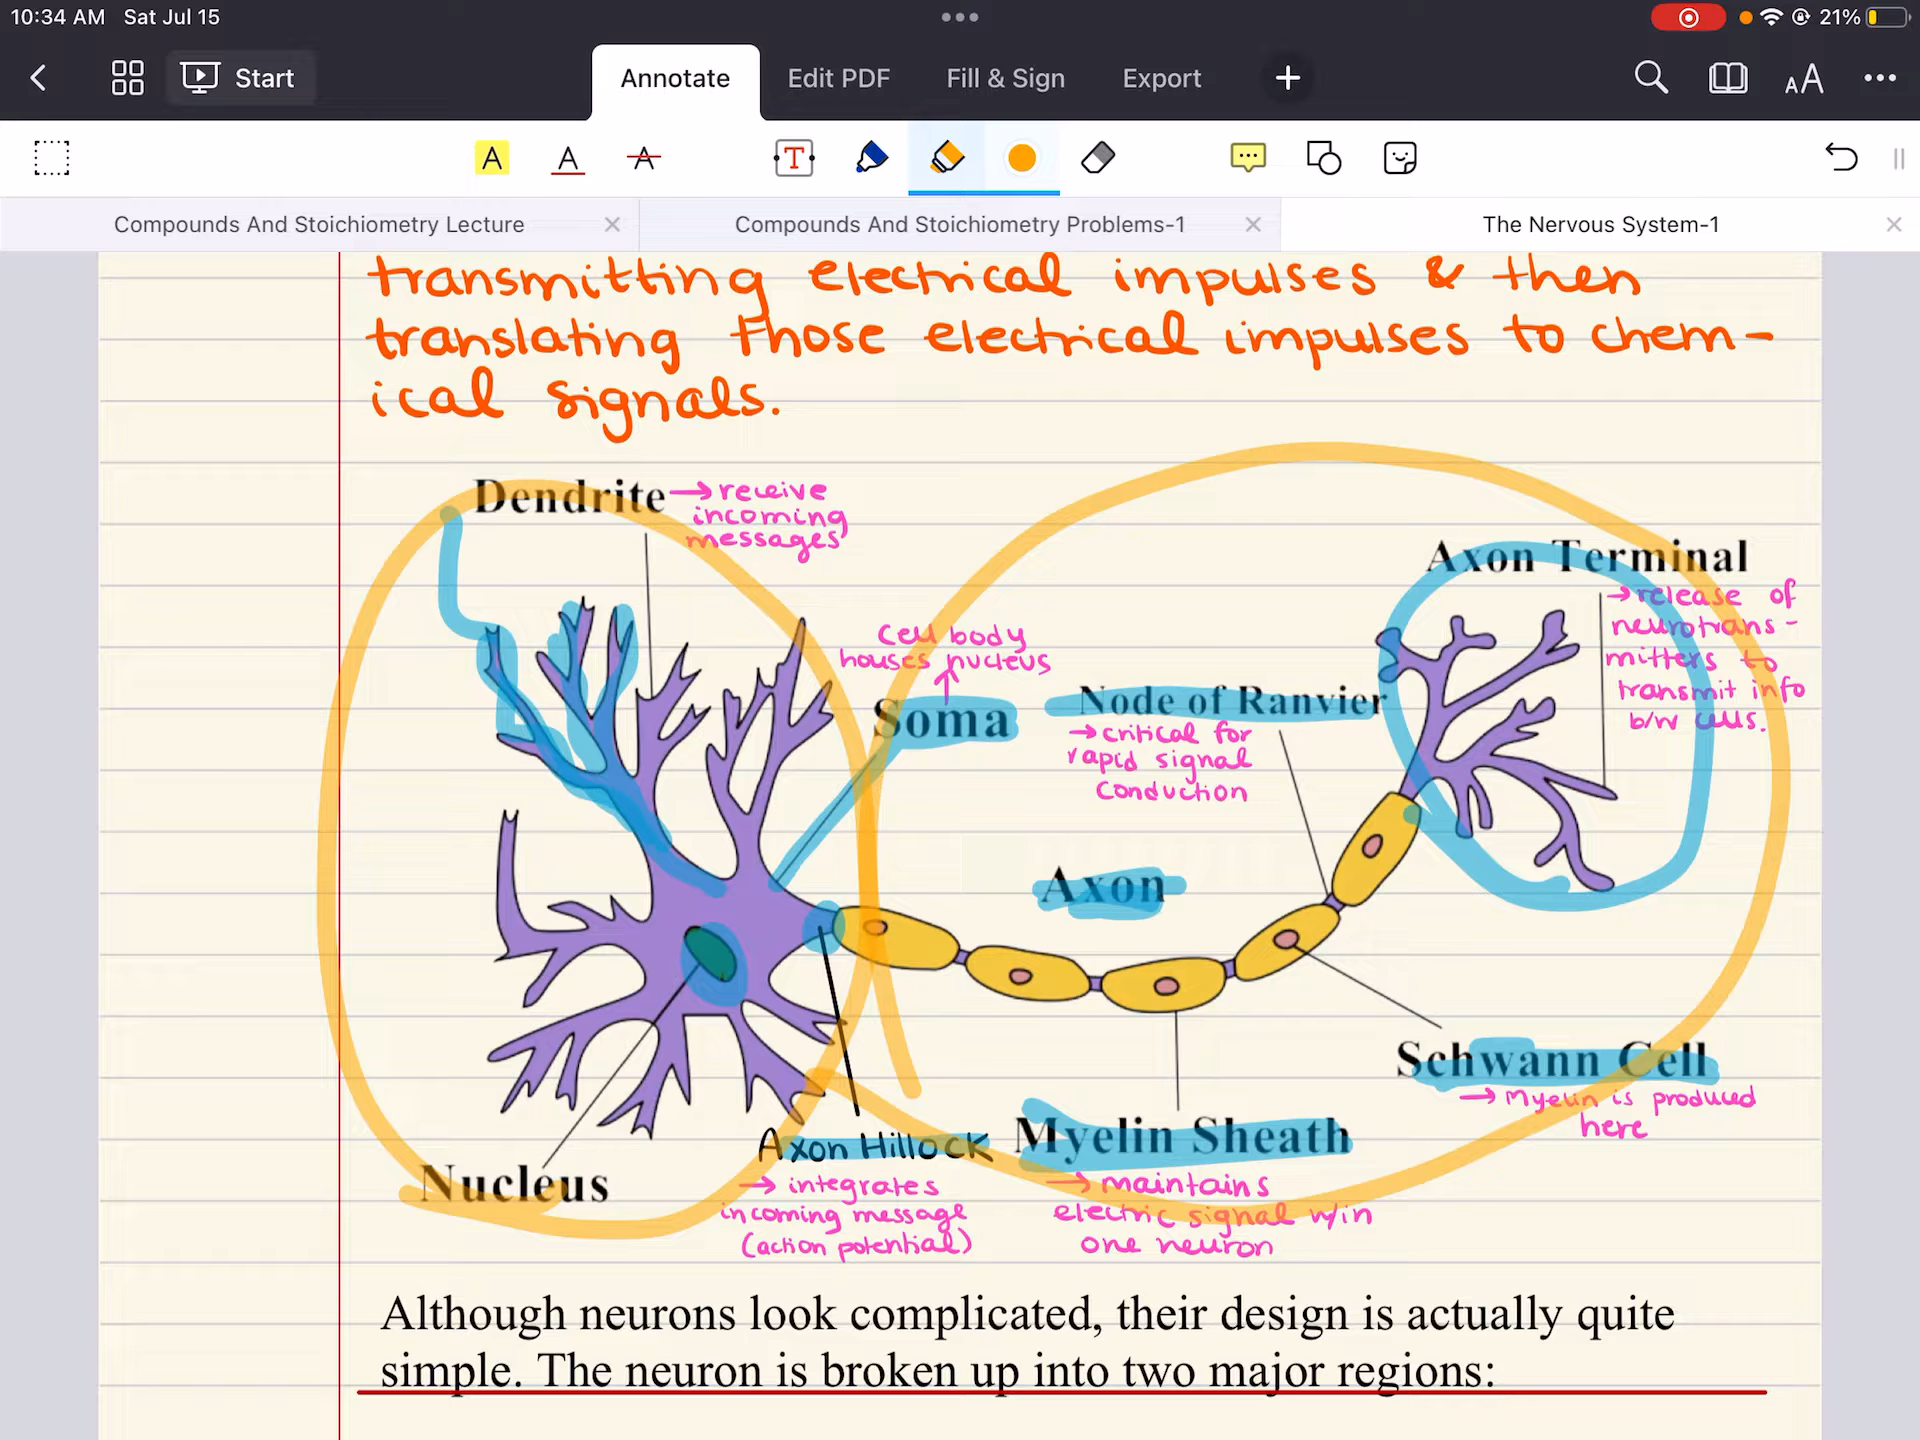 10:34 AM Sat Jul 15
21%
Start
Annotate
Edit PDF
Fill & Sign
Export
AA
A A A T
Compounds And Stoichiometry Lecture
Compounds And Stoichiometry Problems-1
The Nervous System-1
transmitting electrical impulses & then
translating those electrical impulses to chem-
ical signals.
Dendrite → receive
incoming
messages
Axon Terminal
→ release of
neurotrans-
mitters to
transmit info
b/w cells.
Cell body
houses nucleus
Soma
Node of Ranvier
→ critical for
rapid signal
conduction
Axon
Schwann Cell
→ Myelin is produced
here
Nucleus
Axon Hillock
→ integrates
incoming message
(action potential)
Myelin Sheath
→ maintains
electric signal w/in
one neuron
Although neurons look complicated, their design is actually quite
simple. The neuron is broken up into two major regions: